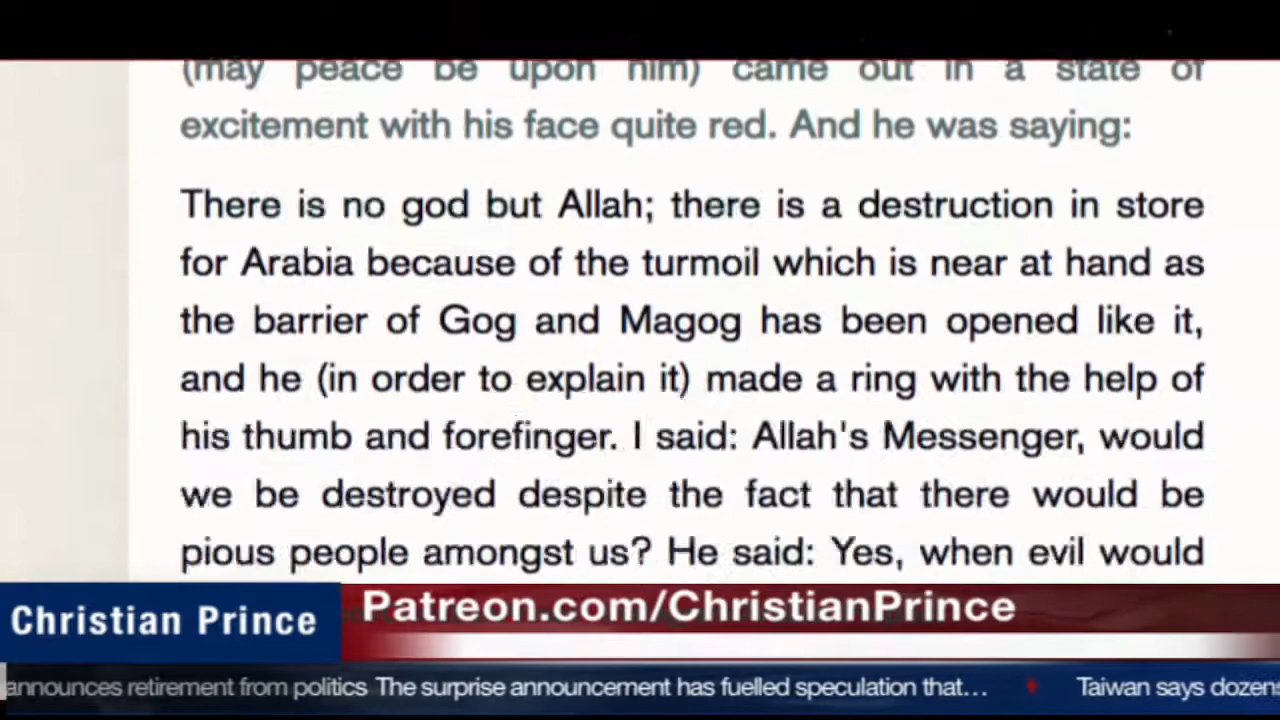 (may peace be upon him) came out in a state of
excitement with his face quite red. And he was saying:
There is no god but Allah; there is a destruction in store
for Arabia because of the turmoil which is near at hand as
the barrier of Gog and Magog has been opened like it,
and he (in order to explain it) made a ring with the help of
his thumb and forefinger. I said: Allah's Messenger, would
we be destroyed despite the fact that there would be
pious people amongst us? He said: Yes, when evil would
Christian Prince
Patreon.com/ChristianPrince
announces retirement from politics The surprise announcement has fuelled speculation that... Taiwan says dozens